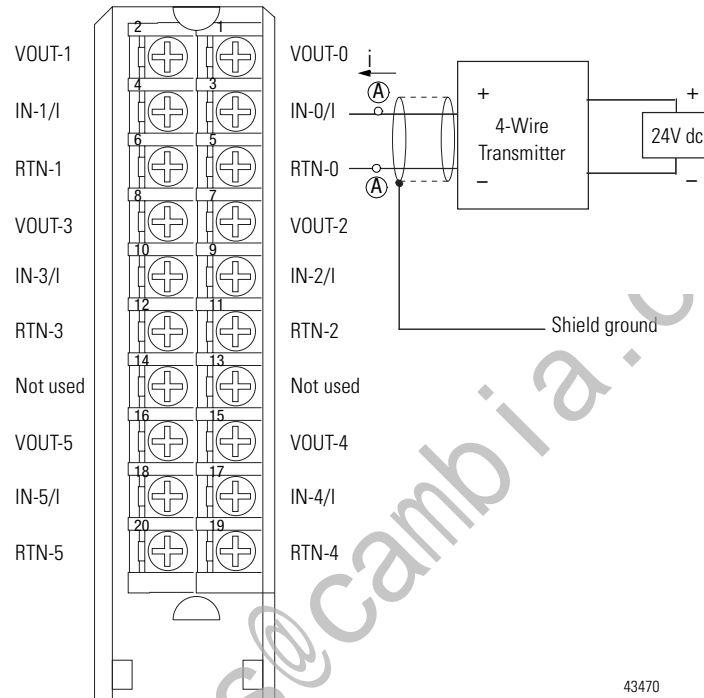 2 1
VOUT-1 VOUT-0 i
4 3 A +
IN-1/I IN-0/I 4-Wire Transmitter + 24V dc
6 5
RTN-1 RTN-0 − −
A
8 7
VOUT-3 VOUT-2
10 9
IN-3/I IN-2/I
12 11
RTN-3 RTN-2 Shield ground
14 13
Not used Not used
16 15
VOUT-5 VOUT-4
18 17
IN-5/I IN-4/I
20 19
RTN-5 RTN-4
43470
s@cambia.c